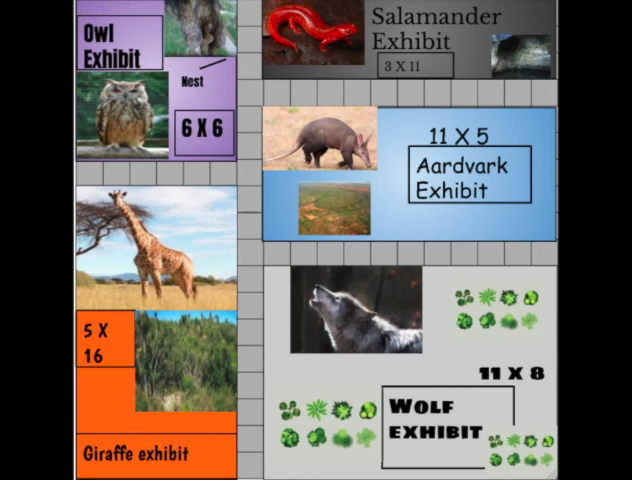 Owl
Exhibit
Nest
6 X 6
Salamander
Exhibit
3 X 11
11 X 5
Aardvark
Exhibit
5 X
16
Giraffe exhibit
11 X 8
Wolf
exhibit